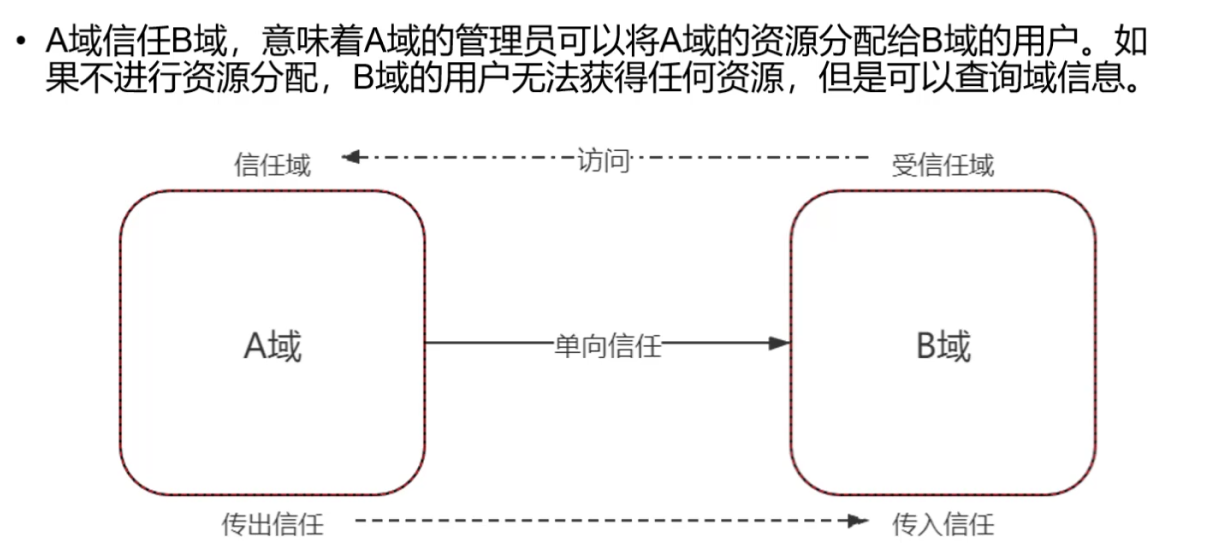 • A域信任B域，意味着A域的管理员可以将A域的资源分配给B域的用户。如
果不进行资源分配，B域的用户无法获得任何资源，但是可以查询域信息。
信任域 访问 受信任域
A域 单向信任 B域
传出信任 传入信任